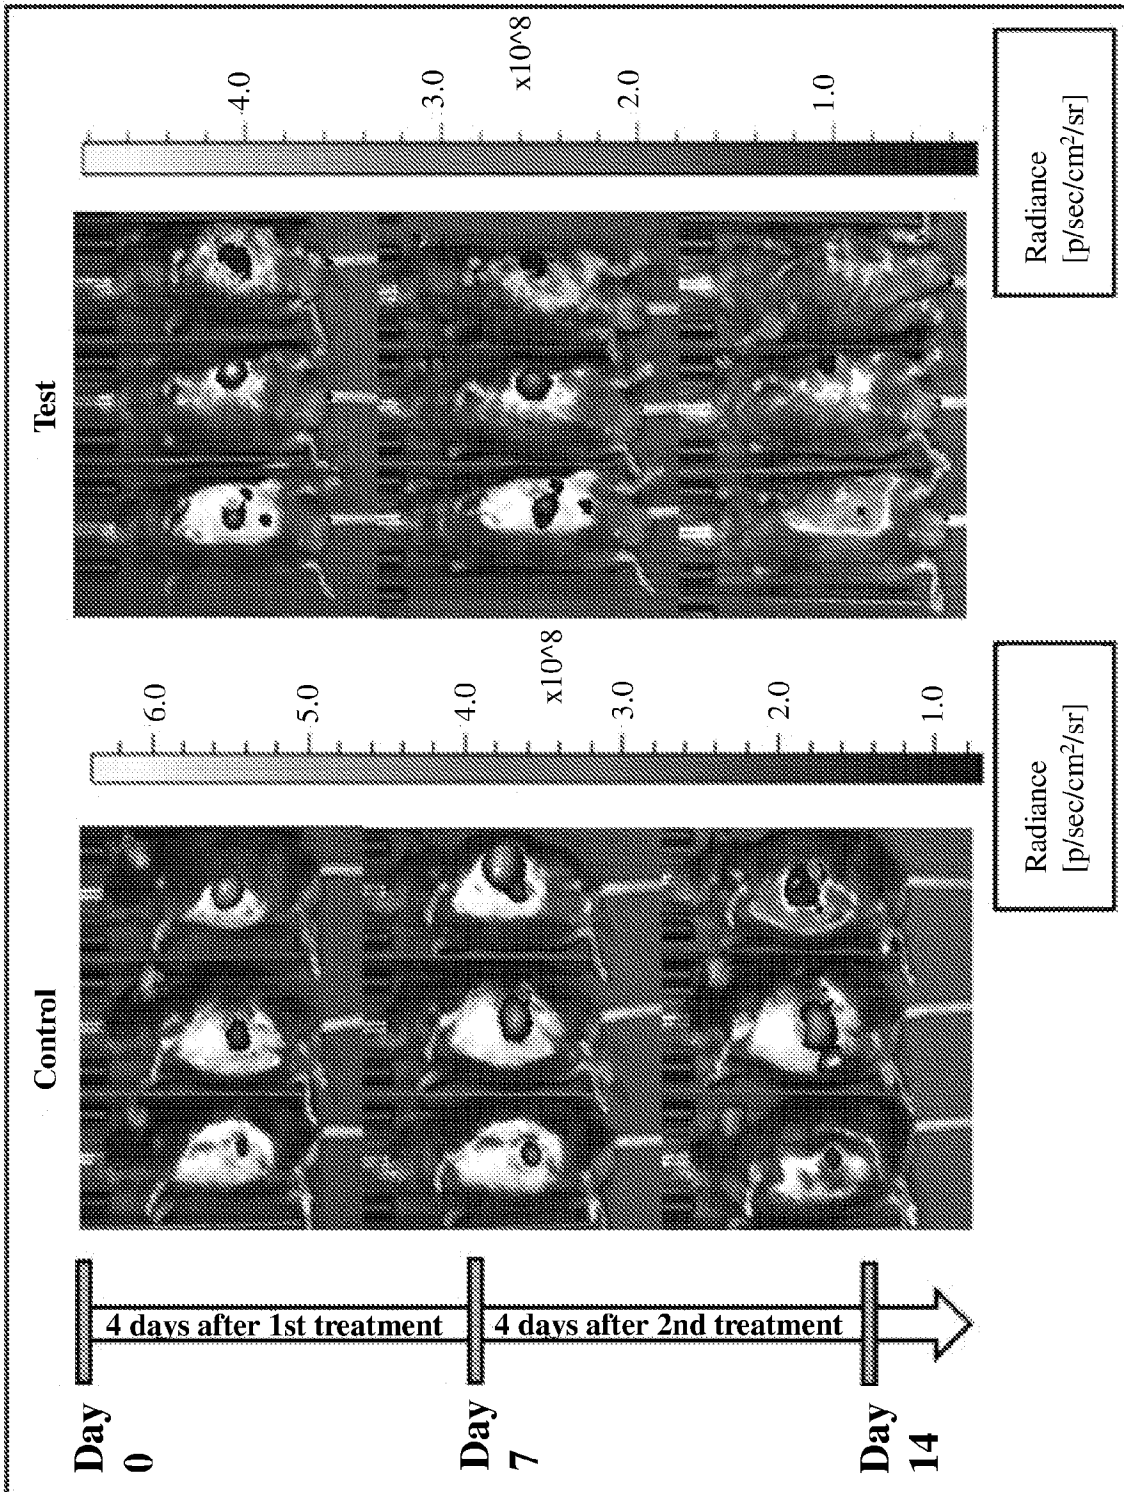 Control
Test
Day
0
4 days after 1st treatment
Day
7
4 days after 2nd treatment
Day
14
6.0
5.0
4.0
x10^8
3.0
2.0
1.0
Radiance
[p/sec/cm²/sr]
4.0
3.0
x10^8
2.0
1.0
Radiance
[p/sec/cm²/sr]